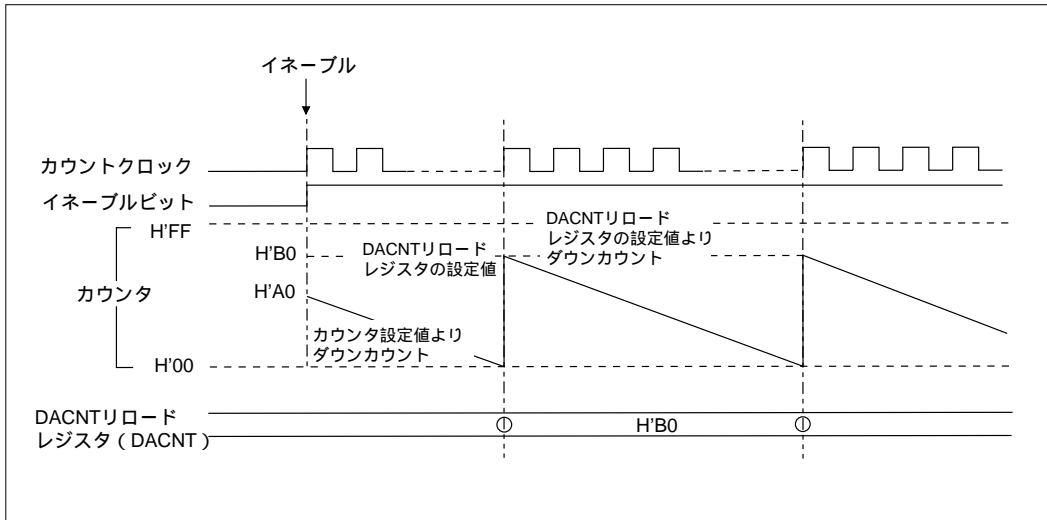 イネーブル
カウントクロック
イネーブルビット
H'FF
DACNTリロード
レジスタの設定値より
ダウンカウント
H'B0
DACNTリロード
レジスタの設定値
カウンタ
H'A0
カウンタ設定値より
ダウンカウント
H'00
DACNTリロード
レジスタ（DACNT）
H'B0